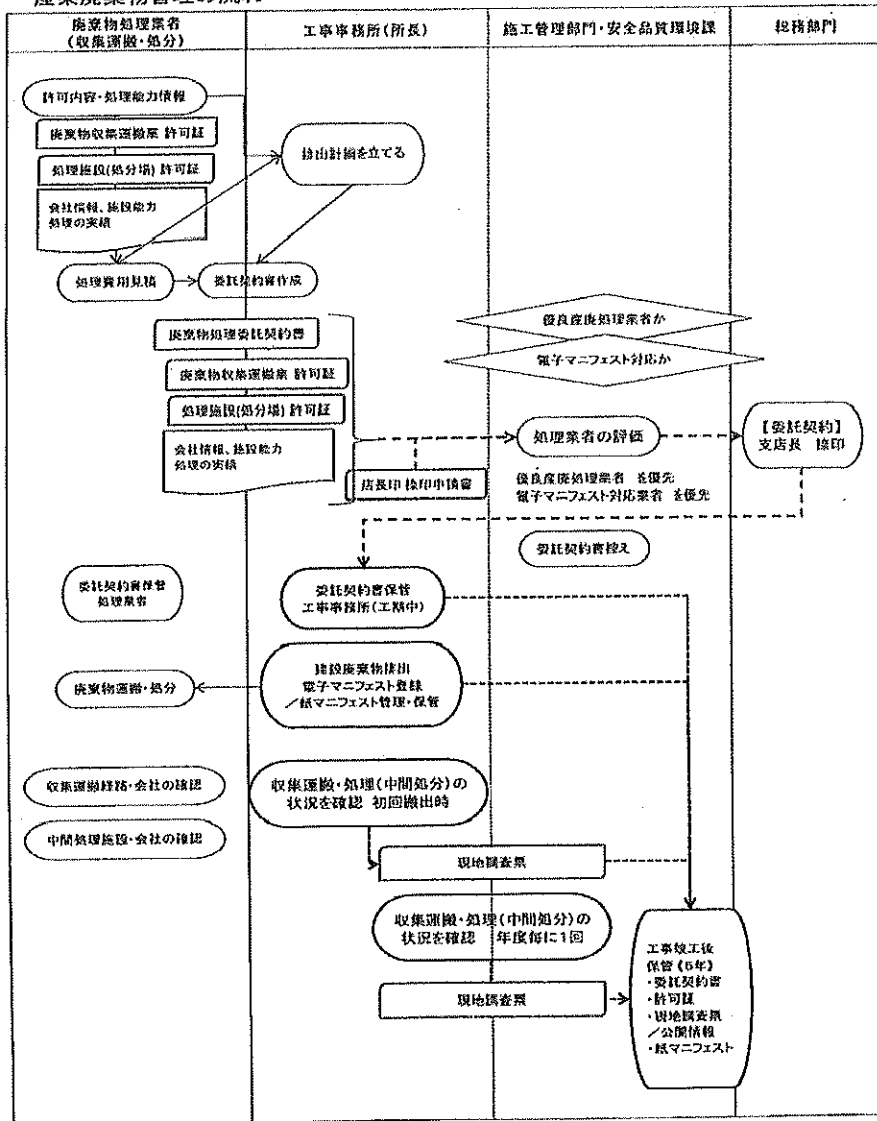 産業廃棄物管理の流れ
廃棄物処理業者
(収集運搬・処分)
工事事務所(所長)
施工管理部門・安全品質環境課
総務部門
許可内容・処理能力情報
廃棄物収集運搬業 許可証
処理施設(処分場) 許可証
会社情報、施設能力
処理の実績
排出計画を立てる
処理費用見積
委託契約書作成
廃棄物処理委託契約書
廃棄物収集運搬業 許可証
処理施設(処分場) 許可証
会社情報、施設能力
処理の実績
店長印 捺印申請書
優良産廃処理業者か
電子マニフェスト対応か
処理業者の評価
優良産廃処理業者 を優先
電子マニフェスト対応業者 を優先
【委託契約】
支店長 捺印
委託契約書控え
委託契約書保管
処理業者
委託契約書保管
工事事務所(工期中)
廃棄物運搬・処分
建設廃棄物排出
電子マニフェスト登録
/紙マニフェスト管理・保管
収集運搬経路・会社の確認
中間処理施設・会社の確認
収集運搬・処理(中間処分)の
状況を確認 初回搬出時
現地調査票
収集運搬・処理(中間処分)の
状況を確認 年度毎に1回
現地調査票
工事竣工後
保管《5年》
・委託契約書
・許可証
・現地調査票
/公開情報
・紙マニフェスト